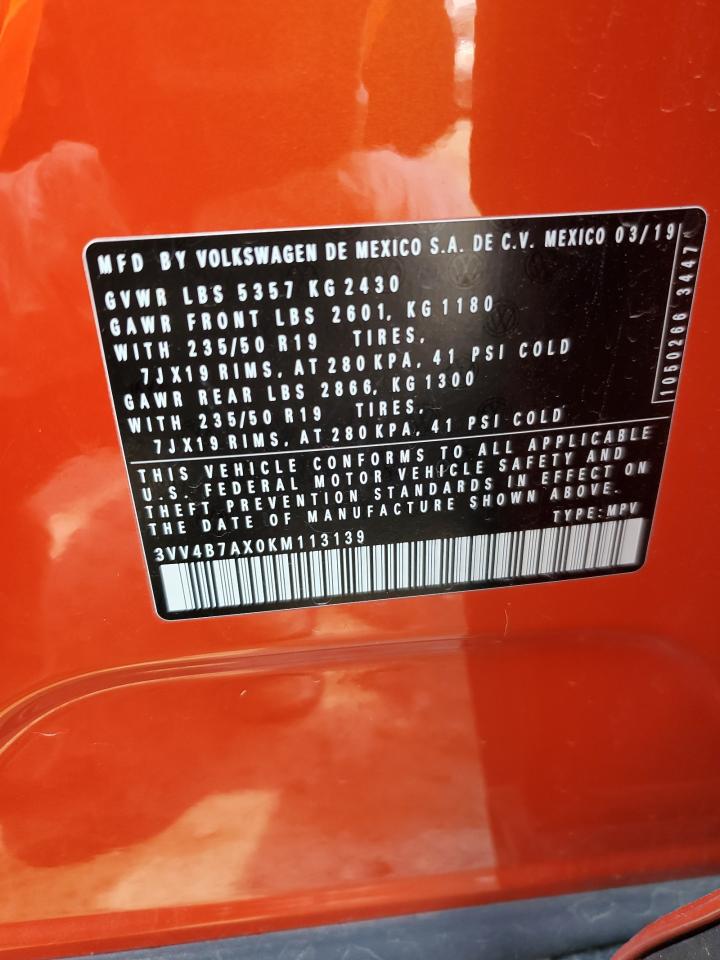 MFD BY VOLKSWAGEN DE MEXICO S.A. DE C.V. MEXICO 03/19
GVWR LBS 5357 KG 2430
GAWR FRONT LBS 2601, KG 1180
WITH 235/50 R19 TIRES,
7JX19 RIMS, AT 280 KPA, 41 PSI COLD
GAWR REAR LBS 2866, KG 1300
WITH 235/50 R19 TIRES,
7JX19 RIMS, AT 280 KPA, 41 PSI COLD
1050266 34471
THIS VEHICLE CONFORMS TO ALL APPLICABLE
U.S. FEDERAL MOTOR VEHICLE SAFETY AND
THEFT PREVENTION STANDARDS IN EFFECT ON
THE DATE OF MANUFACTURE SHOWN ABOVE.
TYPE: MPV
3VV4B7AX0KM113139